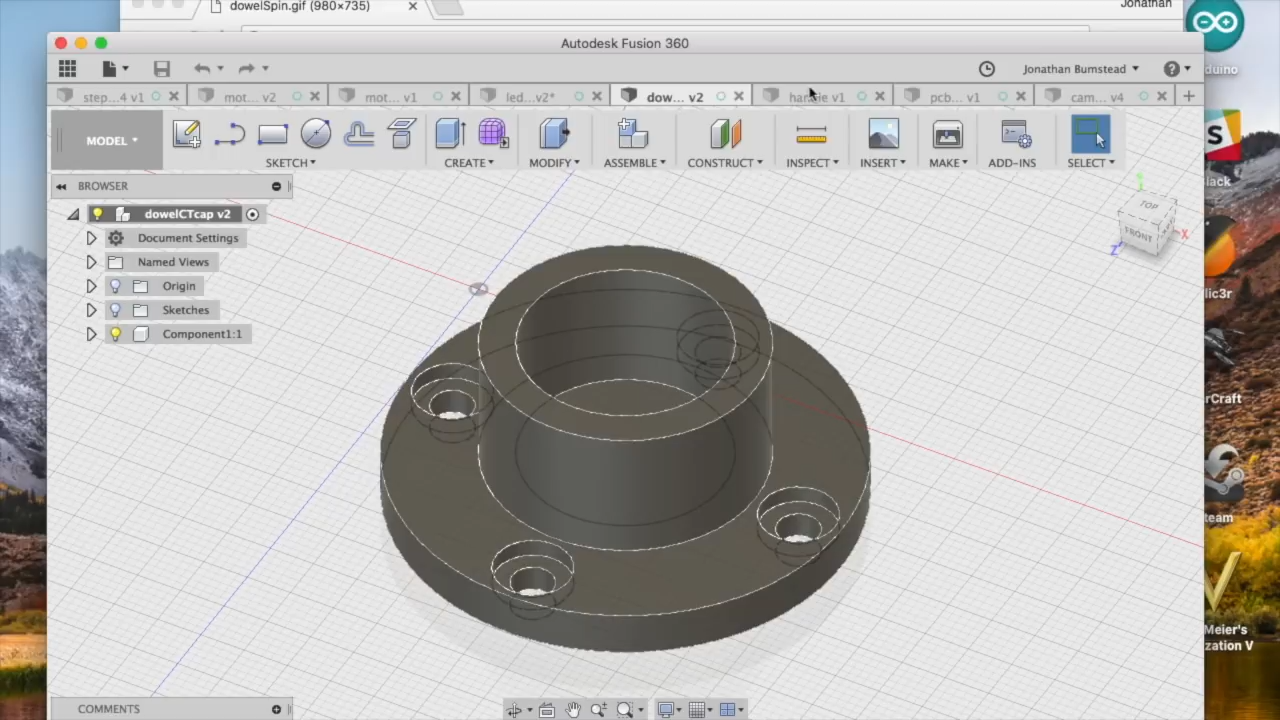 dowelSpin.gif (980×735)
Jonathan
Autodesk Fusion 360
Jonathan Bumstead
step...4 v1
mot... v2
mot... v1
led...v2*
dow... v2
handle v1
pcb... v1
cam... v4
MODEL
SKETCH
CREATE
MODIFY
ASSEMBLE
CONSTRUCT
INSPECT
INSERT
MAKE
ADD-INS
SELECT
BROWSER
dowelCTcap v2
Document Settings
Named Views
Origin
Sketches
Component1:1
TOP
FRONT
X
Y
Z
duino
S
lack
lic3r
rCraft
team
Meier's
zation V
COMMENTS